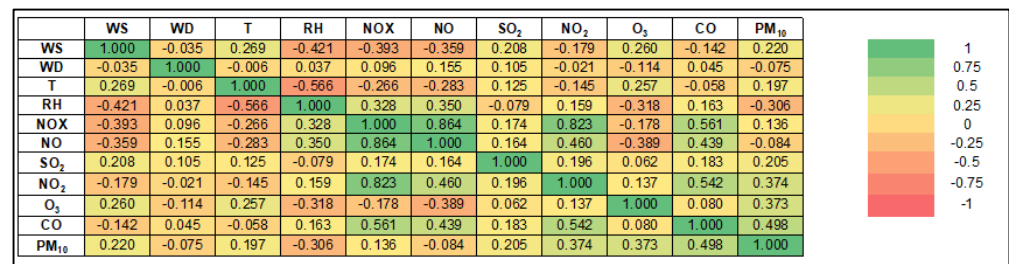 WS WD T RH NOX NO SO₂ NO₂ O₃ CO PM₁₀
WS 1.000 -0.035 0.269 -0.421 -0.393 -0.359 0.208 -0.179 0.260 -0.142 0.220
WD -0.035 1.000 -0.006 0.037 0.096 0.155 0.105 -0.021 -0.114 0.045 -0.075
T 0.269 -0.006 1.000 -0.566 -0.266 -0.283 0.125 -0.145 0.257 -0.058 0.197
RH -0.421 0.037 -0.566 1.000 0.328 0.350 -0.079 0.159 -0.318 0.163 -0.306
NOX -0.393 0.096 -0.266 0.328 1.000 0.864 0.174 0.823 -0.178 0.561 0.136
NO -0.359 0.155 -0.283 0.350 0.864 1.000 0.164 0.460 -0.389 0.439 -0.084
SO₂ 0.208 0.105 0.125 -0.079 0.174 0.164 1.000 0.196 0.062 0.183 0.205
NO₂ -0.179 -0.021 -0.145 0.159 0.823 0.460 0.196 1.000 0.137 0.542 0.374
O₃ 0.260 -0.114 0.257 -0.318 -0.178 -0.389 0.062 0.137 1.000 0.080 0.373
CO -0.142 0.045 -0.058 0.163 0.561 0.439 0.183 0.542 0.080 1.000 0.498
PM₁₀ 0.220 -0.075 0.197 -0.306 0.136 -0.084 0.205 0.374 0.373 0.498 1.000
1
0.75
0.5
0.25
0
-0.25
-0.5
-0.75
-1